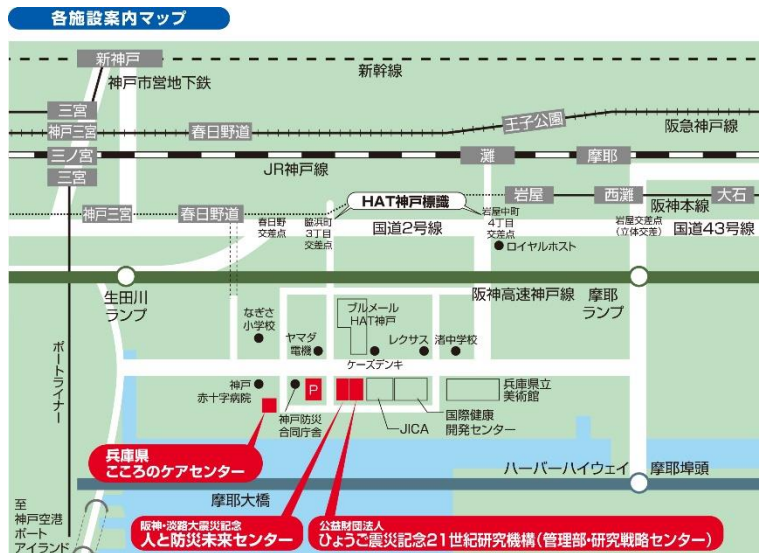 各施設案内マップ
新神戸
新幹線
神戸市営地下鉄
三宮
神戸三宮
春日野道
王子公園
阪急神戸線
三ノ宮
灘
摩耶
JR神戸線
三宮
HAT神戸標識
岩屋
西灘
大石
阪神本線
神戸三宮
春日野道
春日野
交差点
脇浜町
3丁目
交差点
国道2号線
岩屋中町
4丁目
交差点
岩屋交差点
(立体交差)
国道43号線
ロイヤルホスト
生田川
ランプ
阪神高速神戸線
摩耶
ランプ
なぎさ
小学校
ヤマダ
電機
ブルメール
HAT神戸
レクサス
渚中学校
ケーズデンキ
ポートライナー
神戸
赤十字病院
P
神戸防災
合同庁舎
JICA
国際健康
開発センター
兵庫県立
美術館
兵庫県
こころのケアセンター
ハーバーハイウェイ
摩耶埠頭
摩耶大橋
至
神戸空港
ポート
アイランド
阪神・淡路大震災記念
人と防災未来センター
公益財団法人
ひょうご震災記念21世紀研究機構(管理部・研究戦略センター)